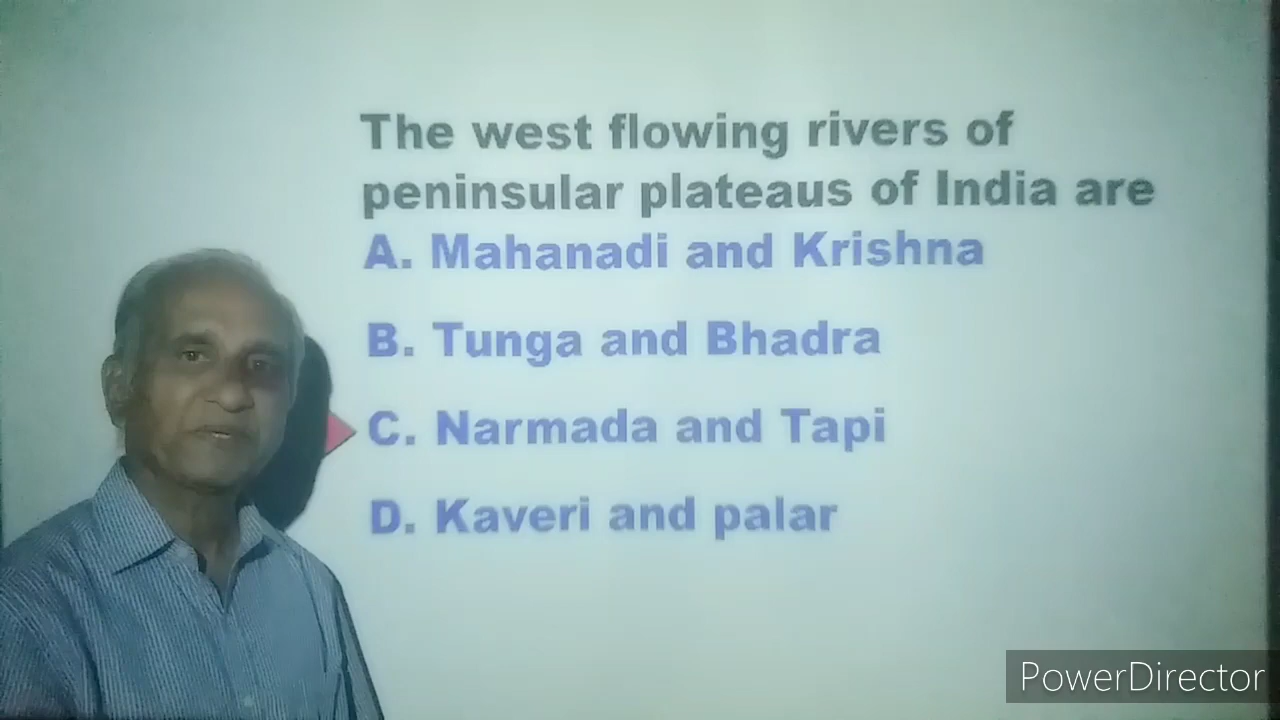 The west flowing rivers of
peninsular plateaus of India are
A. Mahanadi and Krishna
B. Tunga and Bhadra
C. Narmada and Tapi
D. Kaveri and palar
PowerDirector